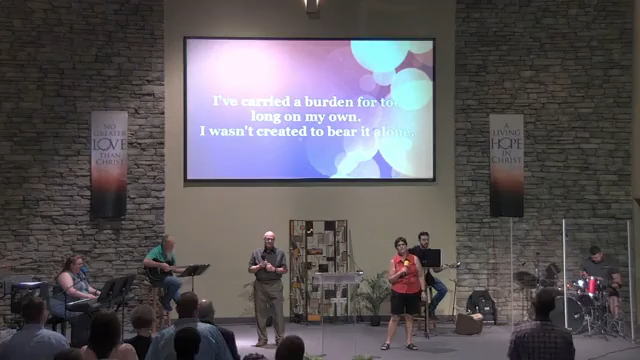 I've carried a burden for too
long on my own.
I wasn't created to bear it alone.
NO
GREATER
LOVE
THAN
CHRIST
A
LIVING
HOPE
IN
CHRIST